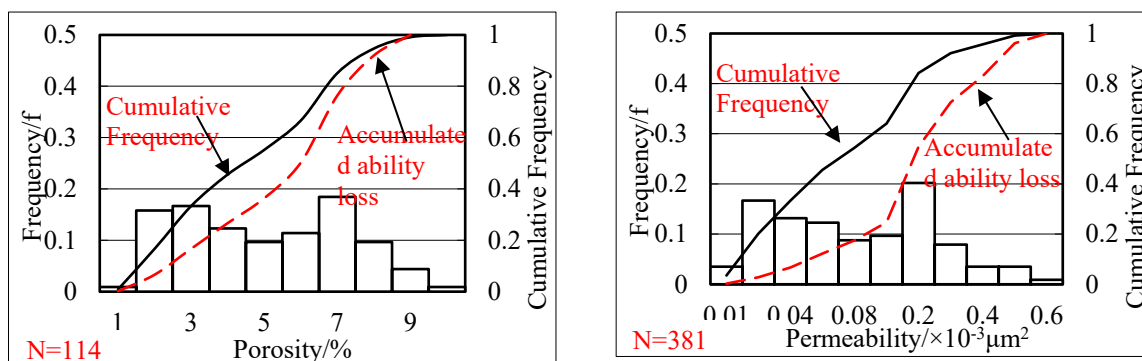 0.5
0.4
0.3
0.2
0.1
0
Frequency/f
Cumulative
Frequency
Accumulate
d ability
loss
1
0.8
0.6
0.4
0.2
0
Cumulative Frequency
1 3 5 7 9
Porosity/%
N=114
0.5
0.4
0.3
0.2
0.1
0
Frequency/f
Cumulative
Frequency
Accumulate
d ability loss
1
0.8
0.6
0.4
0.2
0
Cumulative Frequency
0.01 0.04 0.08 0.2 0.4 0.6
Permeability/×10⁻³μm²
N=381